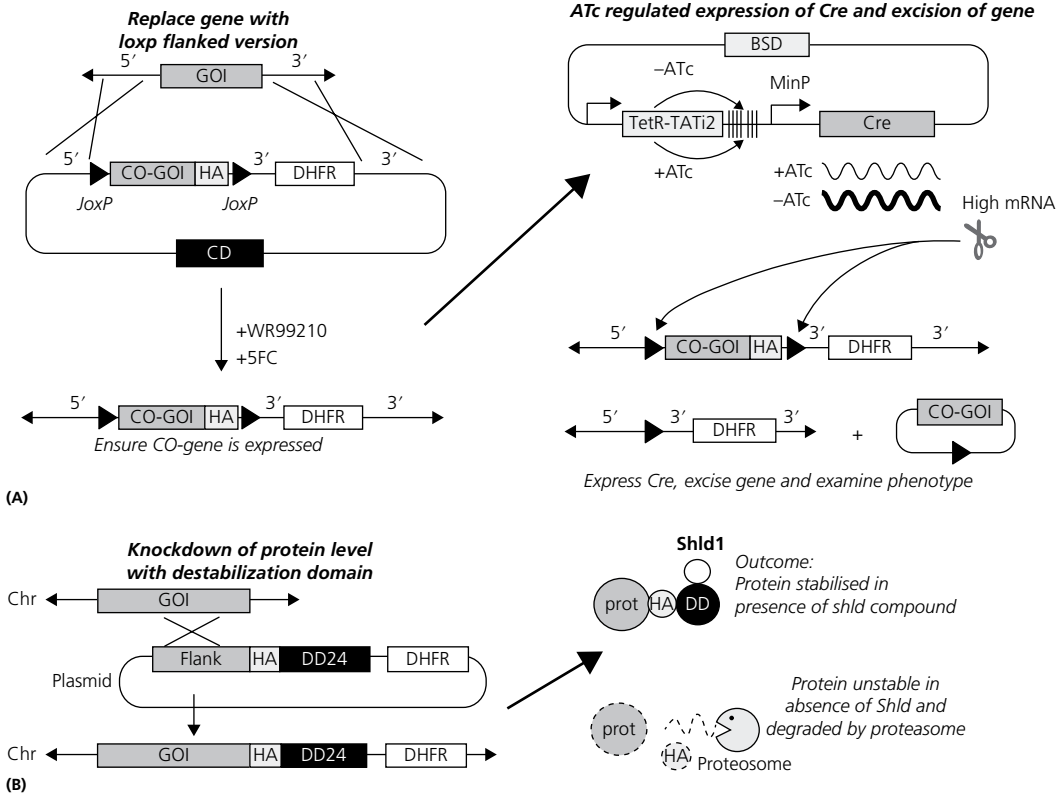 Replace gene with
loxp flanked version
5′ 3′
GOI
5′ CO-GOI HA 3′ DHFR 3′
JoxP JoxP
CD
+WR99210
+5FC
5′ CO-GOI HA 3′ DHFR 3′
Ensure CO-gene is expressed
(A)
ATc regulated expression of Cre and excision of gene
BSD
–ATc MinP
TetR-TATi2 Cre
+ATc
+ATc
–ATc High mRNA
5′ CO-GOI HA 3′ DHFR 3′
5′ 3′ DHFR 3′ + CO-GOI
Express Cre, excise gene and examine phenotype
Knockdown of protein level
with destabilization domain
Chr GOI
Flank HA DD24 DHFR
Plasmid
Chr GOI HA DD24 DHFR
(B)
Shld1
prot HA DD
Outcome:
Protein stabilised in
presence of shld compound
Protein unstable in
absence of Shld and
degraded by proteasome
prot
HA Proteosome